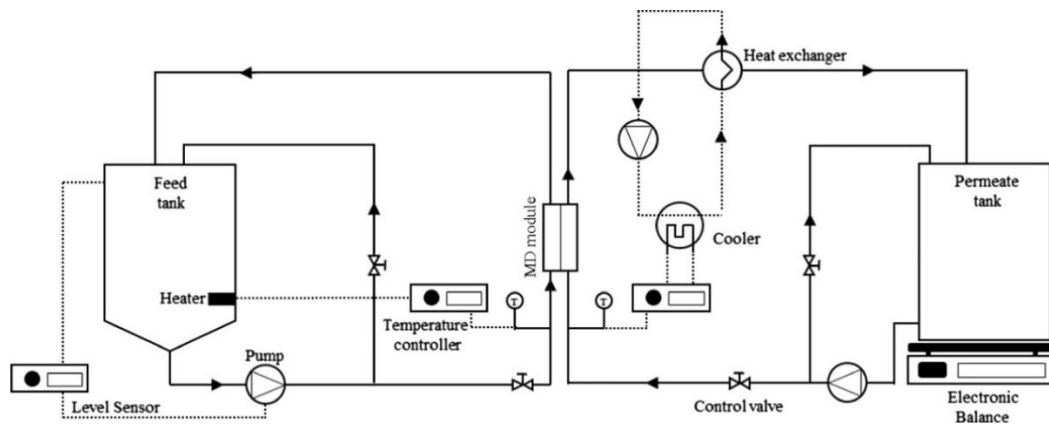 Heat exchanger
Feed
tank
Permeate
tank
MD module
Cooler
Heater
T
T
Temperature
controller
Pump
Level Sensor
Control valve
Electronic
Balance